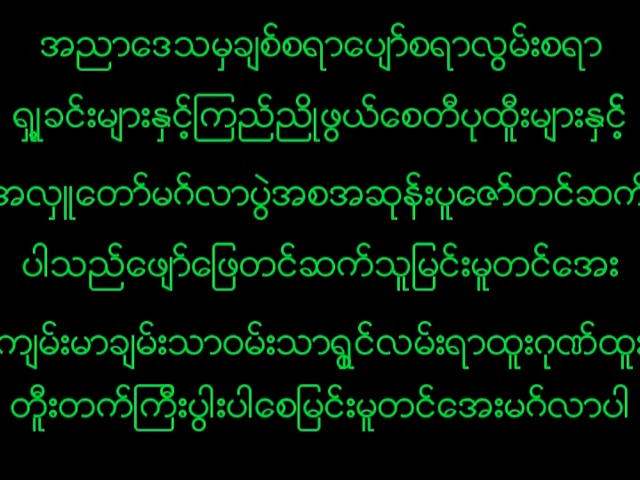 အညာဒေသမှချစ်စရာပျော်စရာလွမ်းစရာ
ရှုခင်းများနှင့်ကြည်ညိုဖွယ်စေတီပုထိုးများနှင့်
အလှူတော်မင်္ဂလာပွဲအစအဆုန်းပူဇော်တင်ဆက်
ပါသည်ဖျော်ဖြေတင်ဆက်သူမြင်းမူတင်အေး
ကျမ်းမာချမ်းသာဝမ်းသာရွှင်လမ်းရာထူးဂုဏ်ထူး
တိုးတက်ကြီးပွါးပါစေမြင်းမူတင်အေးမင်္ဂလာပါ